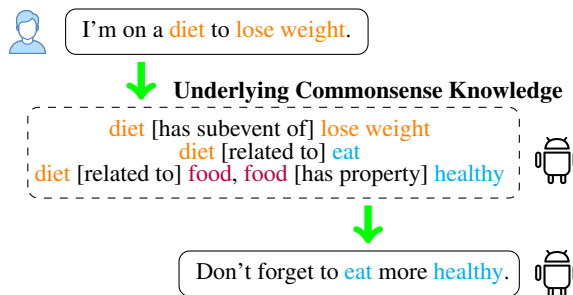 I'm on a diet to lose weight.
Underlying Commonsense Knowledge
diet [has subevent of] lose weight
diet [related to] eat
diet [related to] food, food [has property] healthy
Don't forget to eat more healthy.